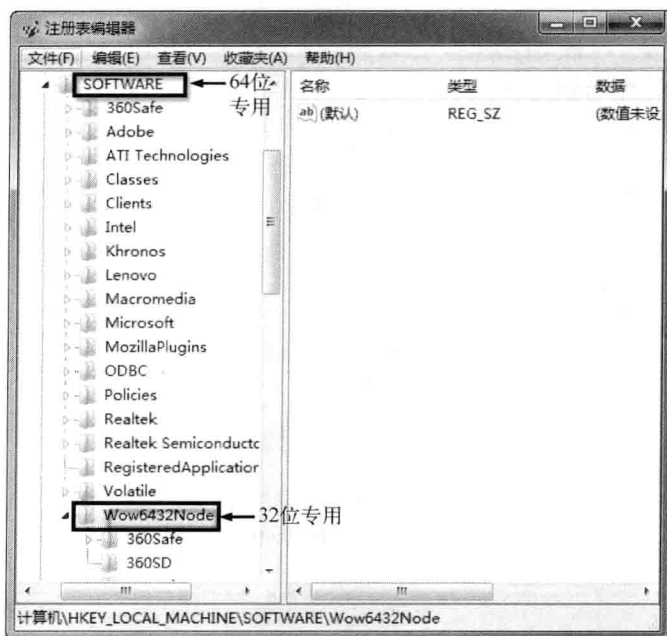 注册表编辑器
文件(F) 编辑(E) 查看(V) 收藏夹(A) 帮助(H)
SOFTWARE 64位专用
360Safe
Adobe
ATI Technologies
Classes
Clients
Intel
Khronos
Lenovo
Macromedia
Microsoft
MozillaPlugins
ODBC
Policies
Realtek
Realtek Semiconductc
RegisteredApplicatior
Volatile
Wow6432Node 32位专用
360Safe
360SD
名称 类型 数据
ab (默认) REG_SZ (数值未设
计算机\HKEY_LOCAL_MACHINE\SOFTWARE\Wow6432Node